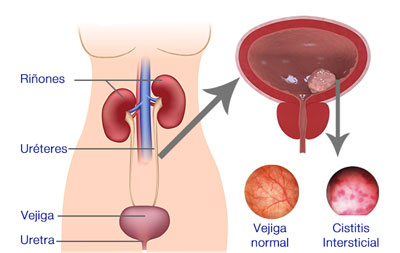 Riñones
Uréteres
Vejiga
Uretra
Vejiga
normal
Cistitis
Intersticial